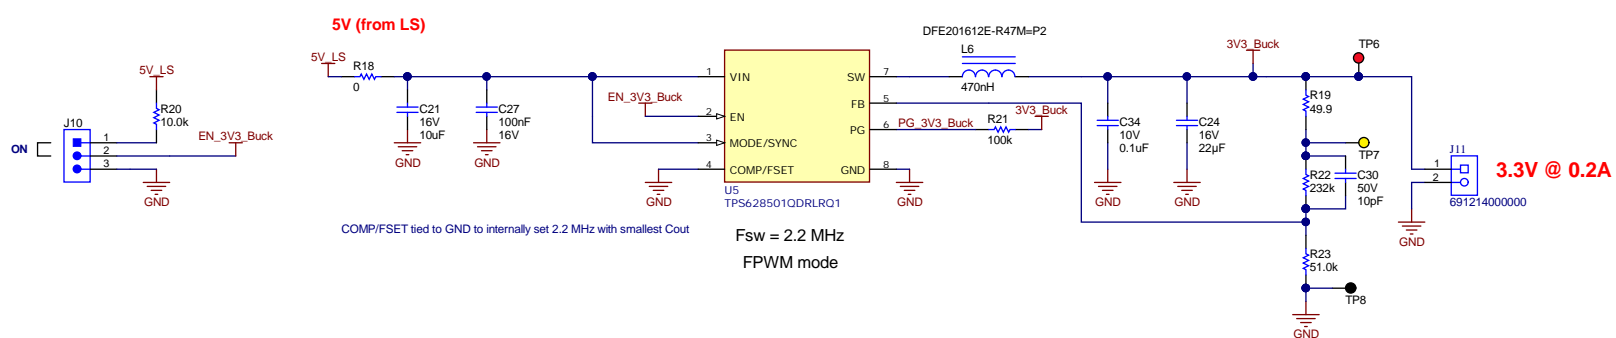 5V (from LS)
5V_LS
R20
10.0k
J10
ON
1
2
3
EN_3V3_Buck
GND
5V_LS
R18
0
C21
16V
10uF
GND
C27
100nF
16V
GND
EN_3V3_Buck
GND
1
2
3
4
VIN
EN
MODE/SYNC
COMP/FSET
SW
FB
PG
GND
7
5
6
8
U5
TPS628501QDRLRQ1
GND
COMP/FSET tied to GND to internally set 2.2 MHz with smallest Cout
Fsw = 2.2 MHz
FPWM mode
DFE201612E-R47M=P2
L6
470nH
PG_3V3_Buck
R21
100k
3V3_Buck
C34
10V
0.1uF
GND
C24
16V
22µF
GND
3V3_Buck
TP6
R19
49.9
TP7
R22
232k
C30
50V
10pF
R23
51.0k
TP8
GND
J11
1
2
691214000000
GND
3.3V @ 0.2A